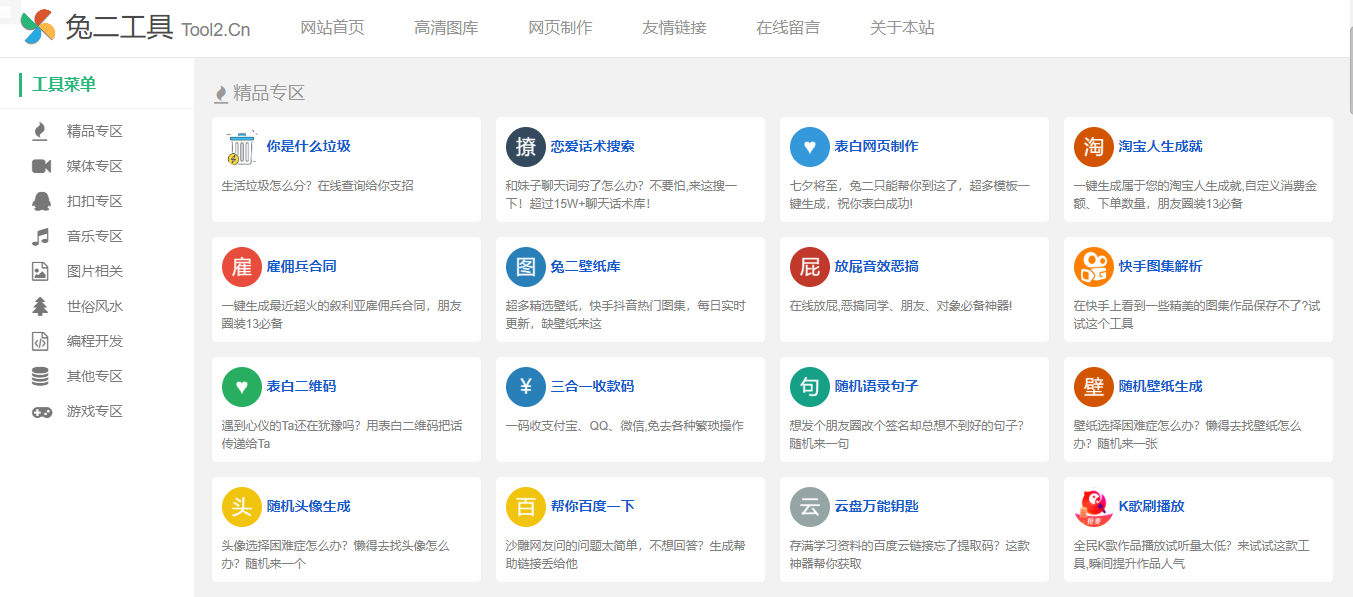 兔二工具 Tool2.Cn
网站首页
高清图库
网页制作
友情链接
在线留言
关于本站
工具菜单
精品专区
媒体专区
扣扣专区
音乐专区
图片相关
世俗风水
编程开发
其他专区
游戏专区
精品专区
你是什么垃圾
生活垃圾怎么分？在线查询给你支招
撩
恋爱话术搜索
和妹子聊天词穷了怎么办？不要怕,来这搜一
下！超过15W+聊天话术库!
表白网页制作
七夕将至，兔二只能帮你到这了，超多模板一
键生成，祝你表白成功!
淘
淘宝人生成就
一键生成属于您的淘宝人生成就,自定义消费金
额、下单数量，朋友圈装13必备
雇
雇佣兵合同
一键生成最近超火的叙利亚雇佣兵合同，朋友
圈装13必备
图
兔二壁纸库
超多精选壁纸，快手抖音热门图集，每日实时
更新，缺壁纸来这
屁
放屁音效恶搞
在线放屁,恶搞同学、朋友、对象必备神器!
快手图集解析
在快手上看到一些精美的图集作品保存不了?试
试这个工具
表白二维码
遇到心仪的Ta还在犹豫吗？用表白二维码把话
传递给Ta
¥
三合一收款码
一码收支付宝、QQ、微信,免去各种繁琐操作
句
随机语录句子
想发个朋友圈改个签名却总想不到好的句子？
随机来一句
壁
随机壁纸生成
壁纸选择困难症怎么办？懒得去找壁纸怎么
办？随机来一张
头
随机头像生成
头像选择困难症怎么办？懒得去找头像怎么
办？随机来一个
百
帮你百度一下
沙雕网友问的问题太简单，不想回答？生成帮
助链接丢给他
云
云盘万能钥匙
存满学习资料的百度云链接忘了提取码？这款
神器帮你获取
K歌刷播放
全民K歌作品播放试听量太低？来试试这款工
具,瞬间提升作品人气